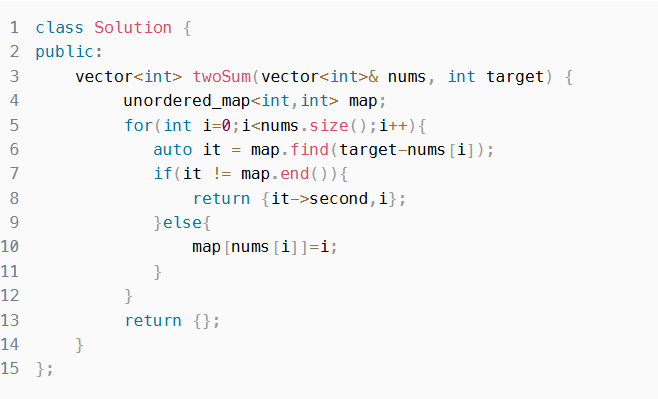 1 class Solution {
2 public:
3     vector<int> twoSum(vector<int>& nums, int target) {
4          unordered_map<int,int> map;
5          for(int i=0;i<nums.size();i++){
6             auto it = map.find(target-nums[i]);
7             if(it != map.end()){
8                 return {it->second,i};
9             }else{
10                 map[nums[i]]=i;
11             }
12          }
13          return {};
14     }
15 };